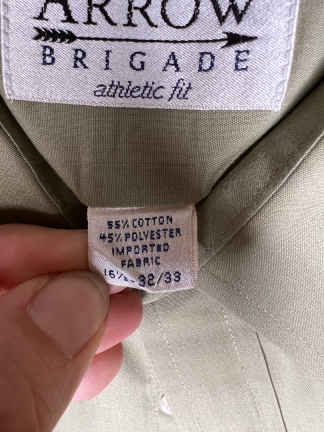 ARROW
BRIGADE
athletic fit
55% COTTON
45% POLYESTER
IMPORTED
FABRIC
16½-32/33